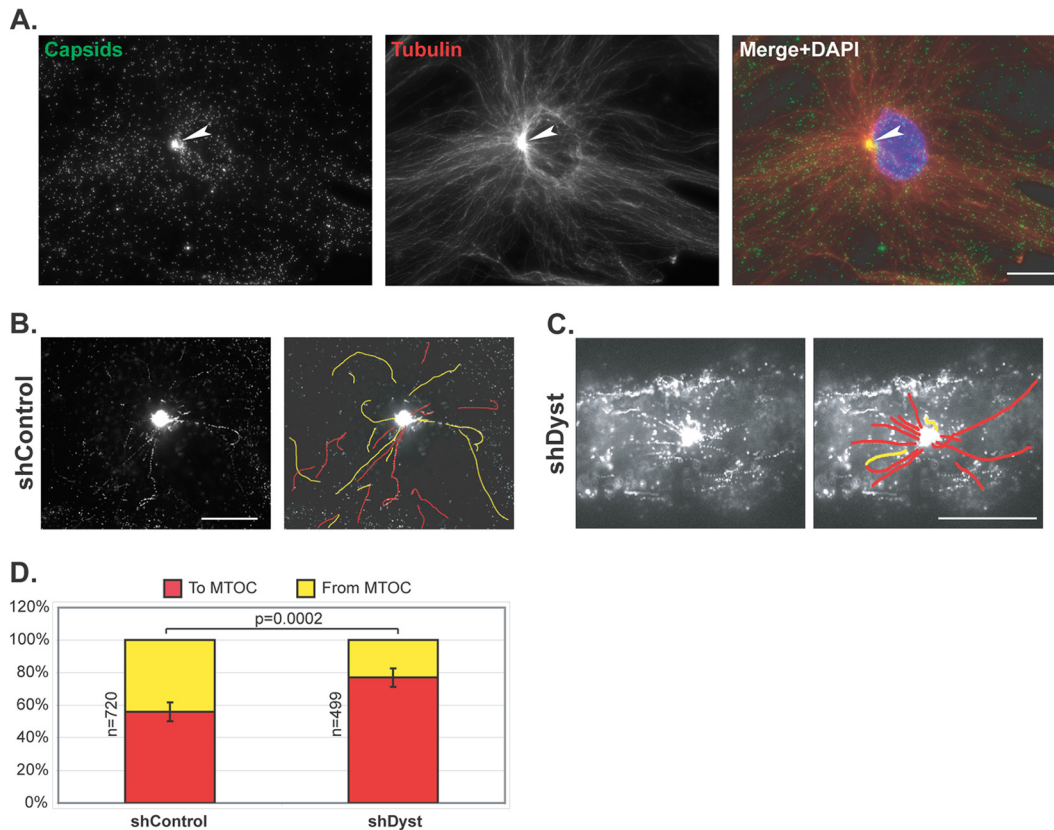 A.
Capsids
Tubulin
Merge+DAPI
B.
shControl
C.
shDyst
D.
To MTOC
From MTOC
120%
100%
80%
60%
40%
20%
0%
p=0.0002
n=720
n=499
shControl
shDyst